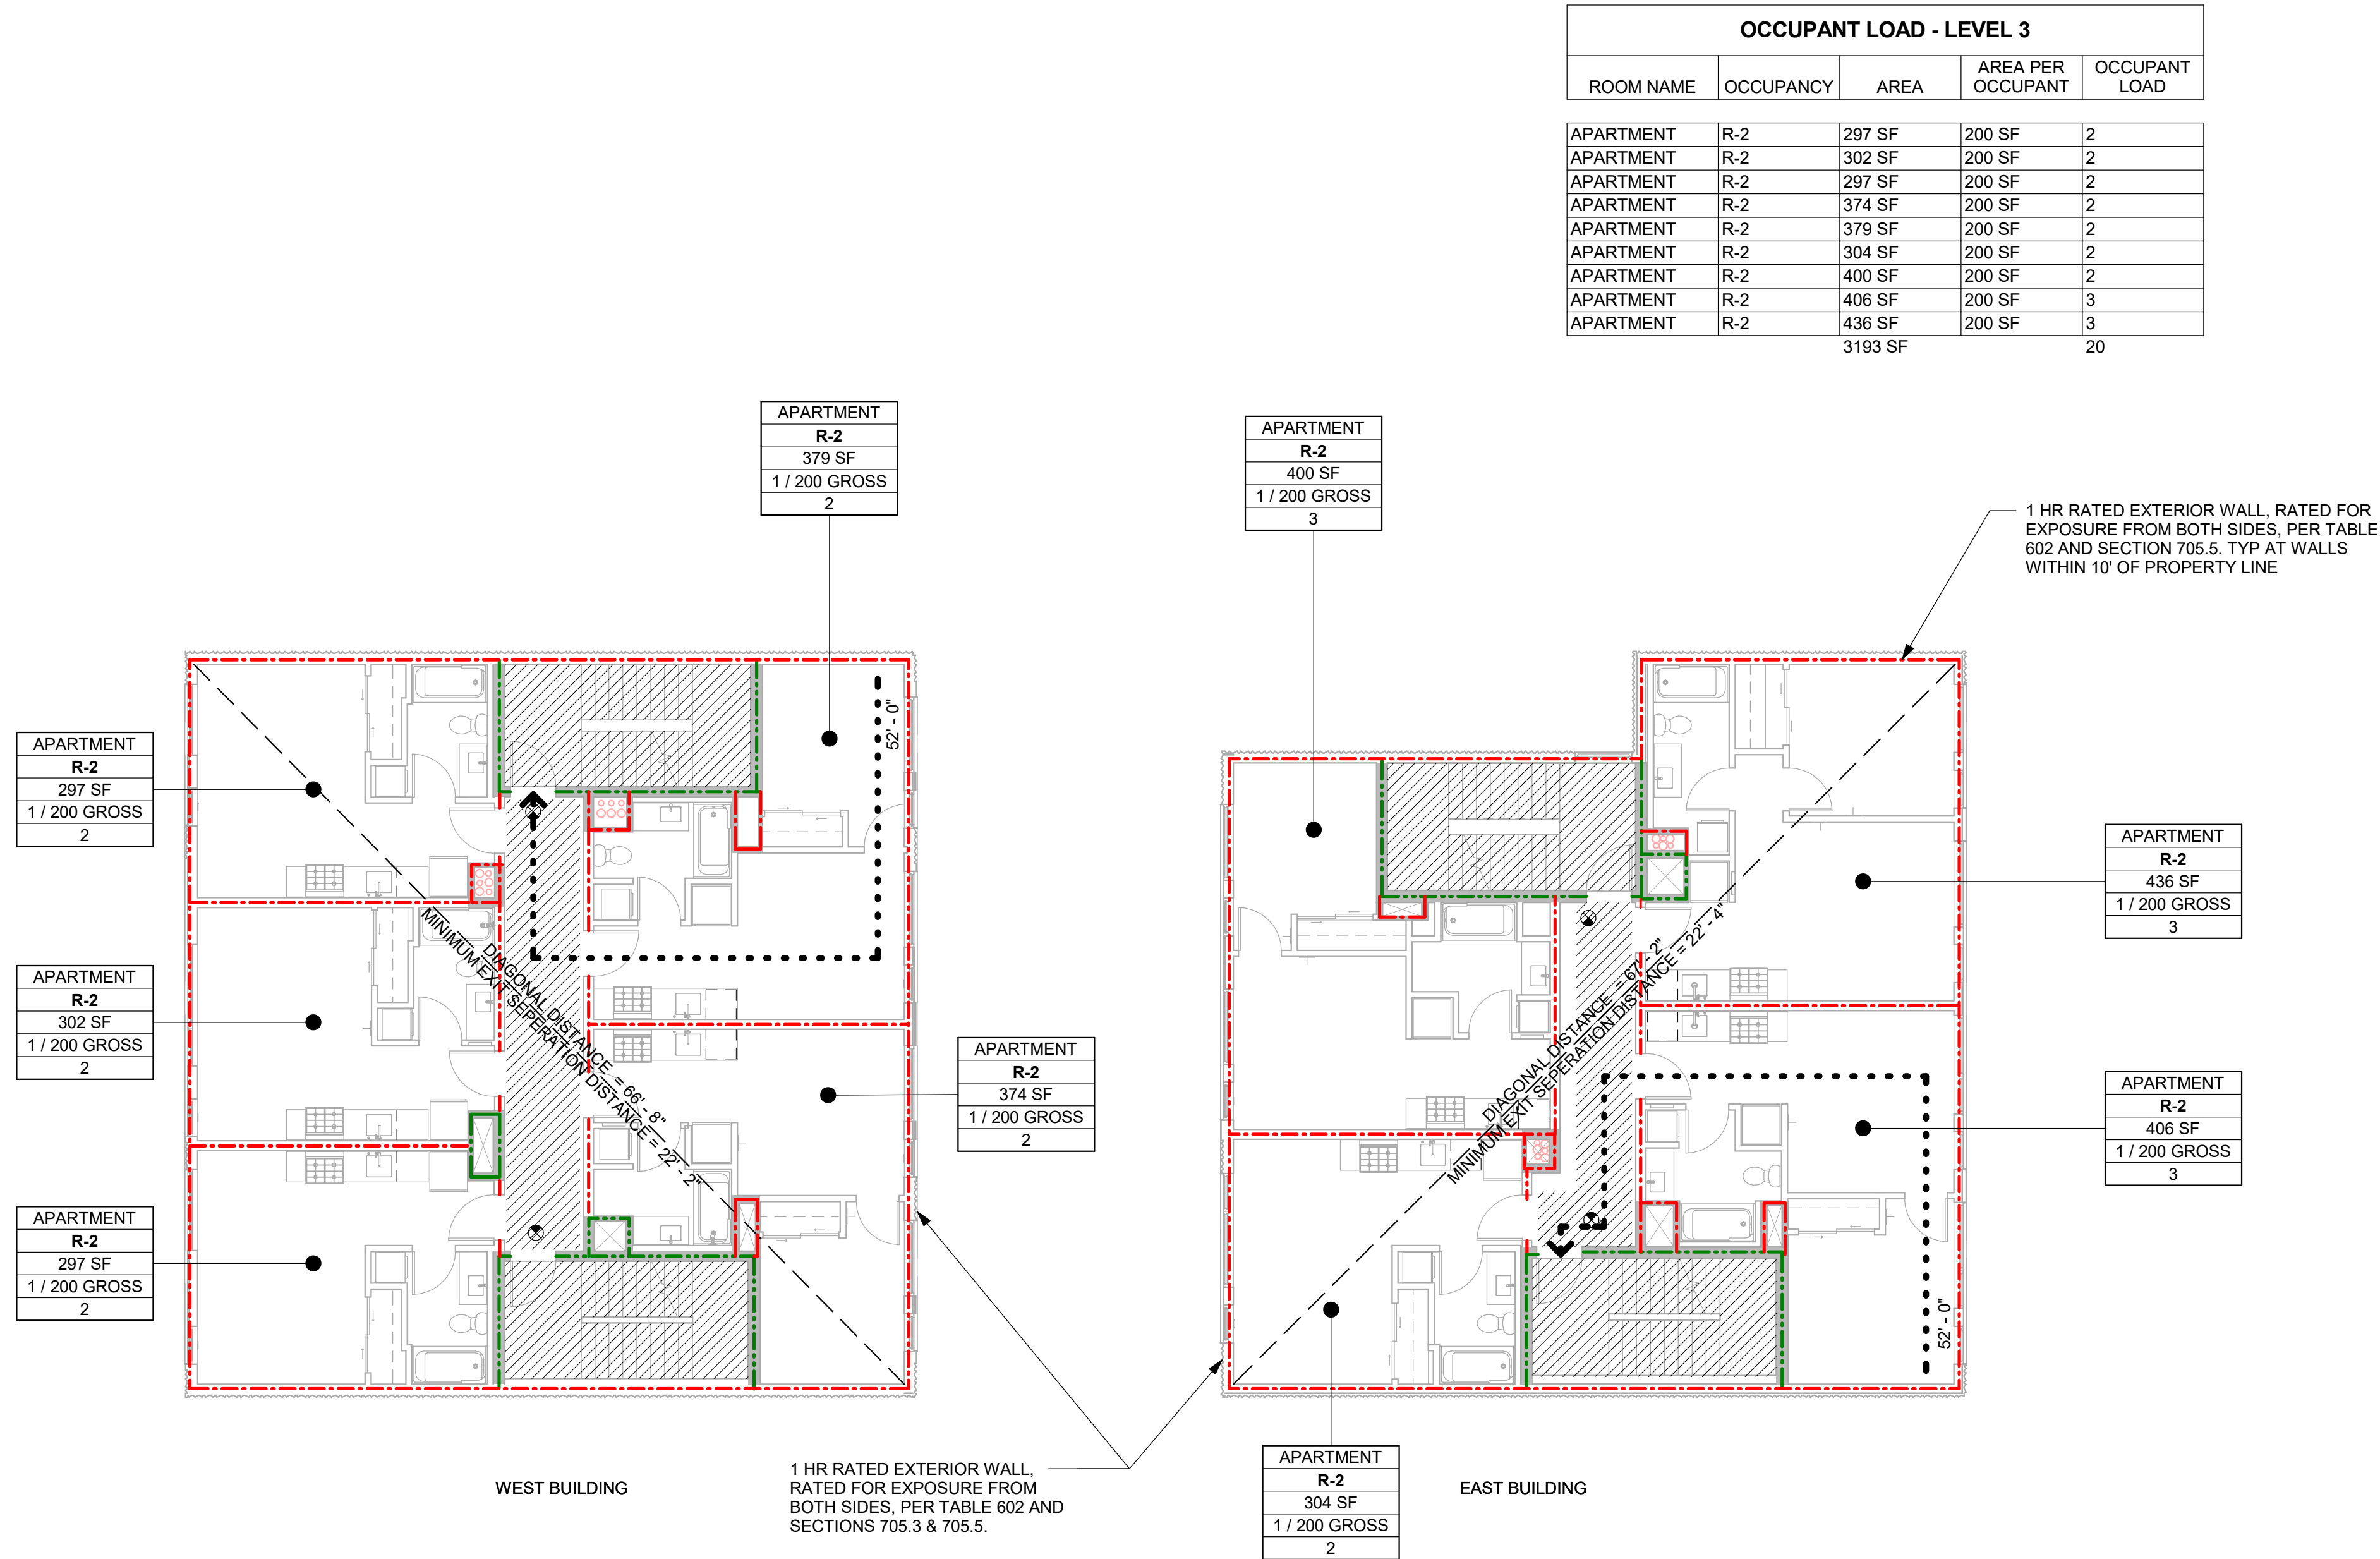 OCCUPANT LOAD - LEVEL 3
ROOM NAME OCCUPANCY AREA AREA PER OCCUPANT OCCUPANT LOAD
APARTMENT R-2 297 SF 200 SF 2
APARTMENT R-2 302 SF 200 SF 2
APARTMENT R-2 297 SF 200 SF 2
APARTMENT R-2 374 SF 200 SF 2
APARTMENT R-2 379 SF 200 SF 2
APARTMENT R-2 304 SF 200 SF 2
APARTMENT R-2 400 SF 200 SF 2
APARTMENT R-2 406 SF 200 SF 3
APARTMENT R-2 436 SF 200 SF 3
3193 SF 20
APARTMENT
R-2
379 SF
1 / 200 GROSS
2
APARTMENT
R-2
400 SF
1 / 200 GROSS
3
1 HR RATED EXTERIOR WALL, RATED FOR
EXPOSURE FROM BOTH SIDES, PER TABLE
602 AND SECTION 705.5. TYP AT WALLS
WITHIN 10' OF PROPERTY LINE
52' - 0"
APARTMENT
R-2
297 SF
1 / 200 GROSS
2
APARTMENT
R-2
436 SF
1 / 200 GROSS
3
DIAGONAL DISTANCE = 66' - 8"
MINIMUM EXIT SEPERATION DISTANCE = 22' - 2"
DIAGONAL DISTANCE = 67' - 2"
MINIMUM EXIT SEPERATION DISTANCE = 22' - 4"
APARTMENT
R-2
302 SF
1 / 200 GROSS
2
APARTMENT
R-2
374 SF
1 / 200 GROSS
2
APARTMENT
R-2
406 SF
1 / 200 GROSS
3
APARTMENT
R-2
297 SF
1 / 200 GROSS
2
52' - 0"
APARTMENT
R-2
304 SF
1 / 200 GROSS
2
1 HR RATED EXTERIOR WALL,
RATED FOR EXPOSURE FROM
BOTH SIDES, PER TABLE 602 AND
SECTIONS 705.3 & 705.5.
WEST BUILDING
EAST BUILDING